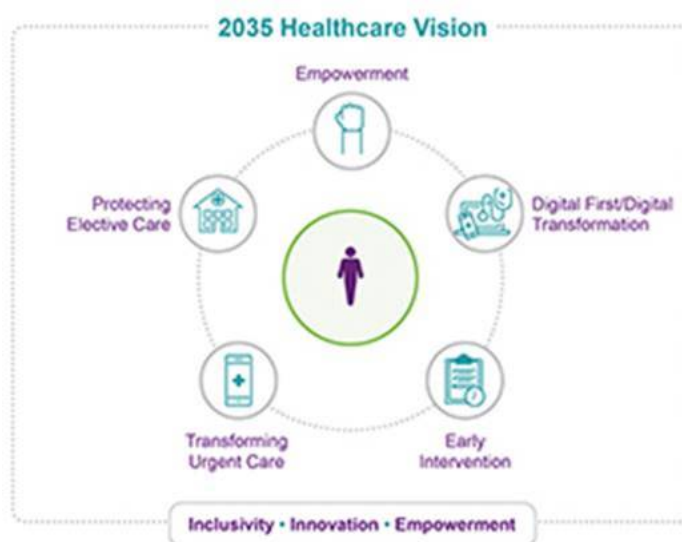 2035 Healthcare Vision
Empowerment
Protecting
Elective Care
Digital First/Digital
Transformation
Transforming
Urgent Care
Early
Intervention
Inclusivity • Innovation • Empowerment